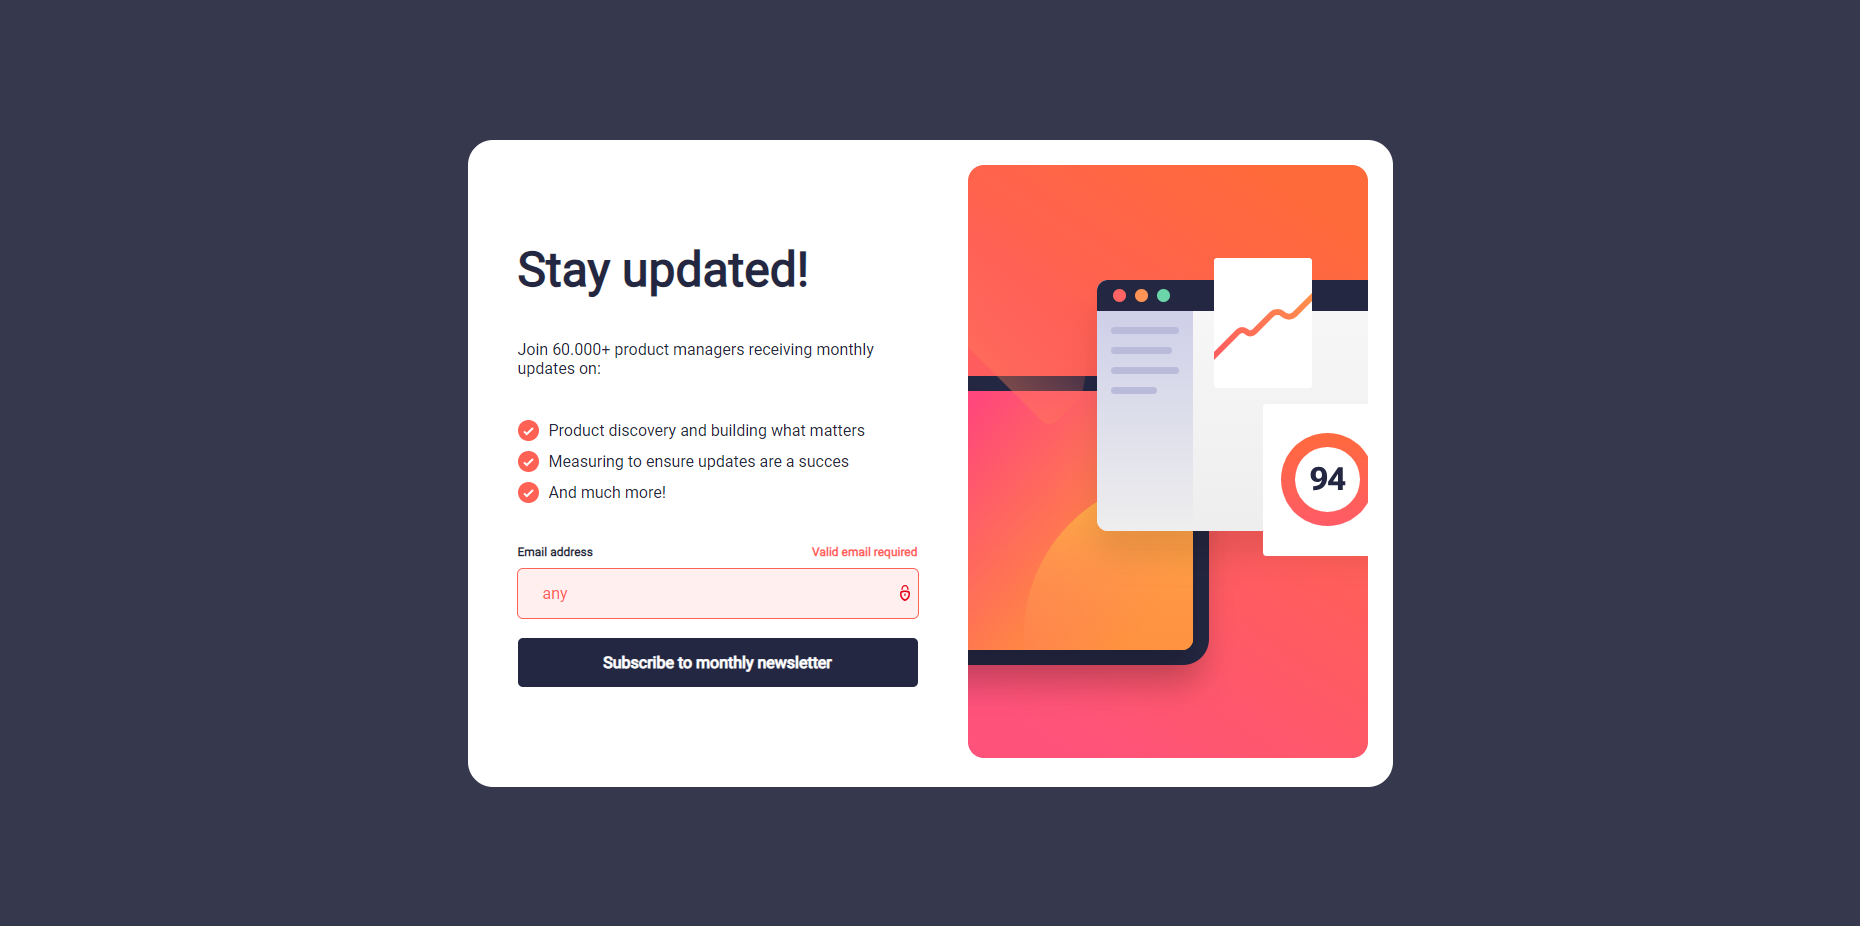 Stay updated!
Join 60.000+ product managers receiving monthly
updates on:
Product discovery and building what matters
Measuring to ensure updates are a succes
And much more!
Email address Valid email required
any
Subscribe to monthly newsletter
94